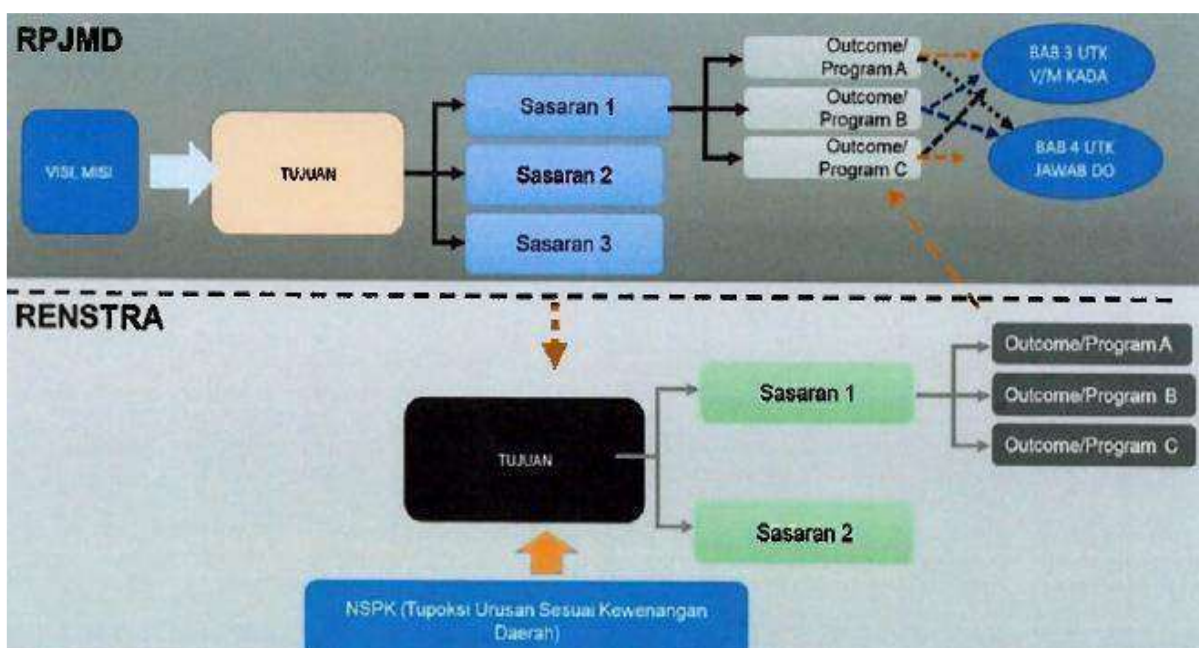 RPJMD
VISI, MISI
TUJUAN
Sasaran 1
Sasaran 2
Sasaran 3
Outcome/
Program A
Outcome/
Program B
Outcome/
Program C
BAB 3 UTK
V/M KADA
BAB 4 UTK
JAWAB DO
RENSTRA
TUJUAN
Sasaran 1
Sasaran 2
Outcome/Program A
Outcome/Program B
Outcome/Program C
NSPK (Tupoksi Urusan Sesuai Kewenangan
Daerah)